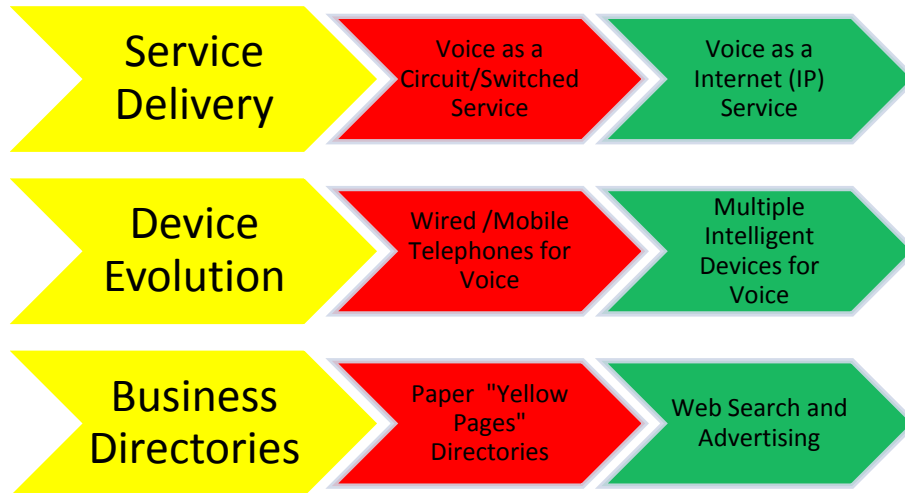 Service
Delivery
Voice as a
Circuit/Switched
Service
Voice as a
Internet (IP)
Service
Device
Evolution
Wired /Mobile
Telephones for
Voice
Multiple
Intelligent
Devices for
Voice
Business
Directories
Paper "Yellow
Pages"
Directories
Web Search and
Advertising